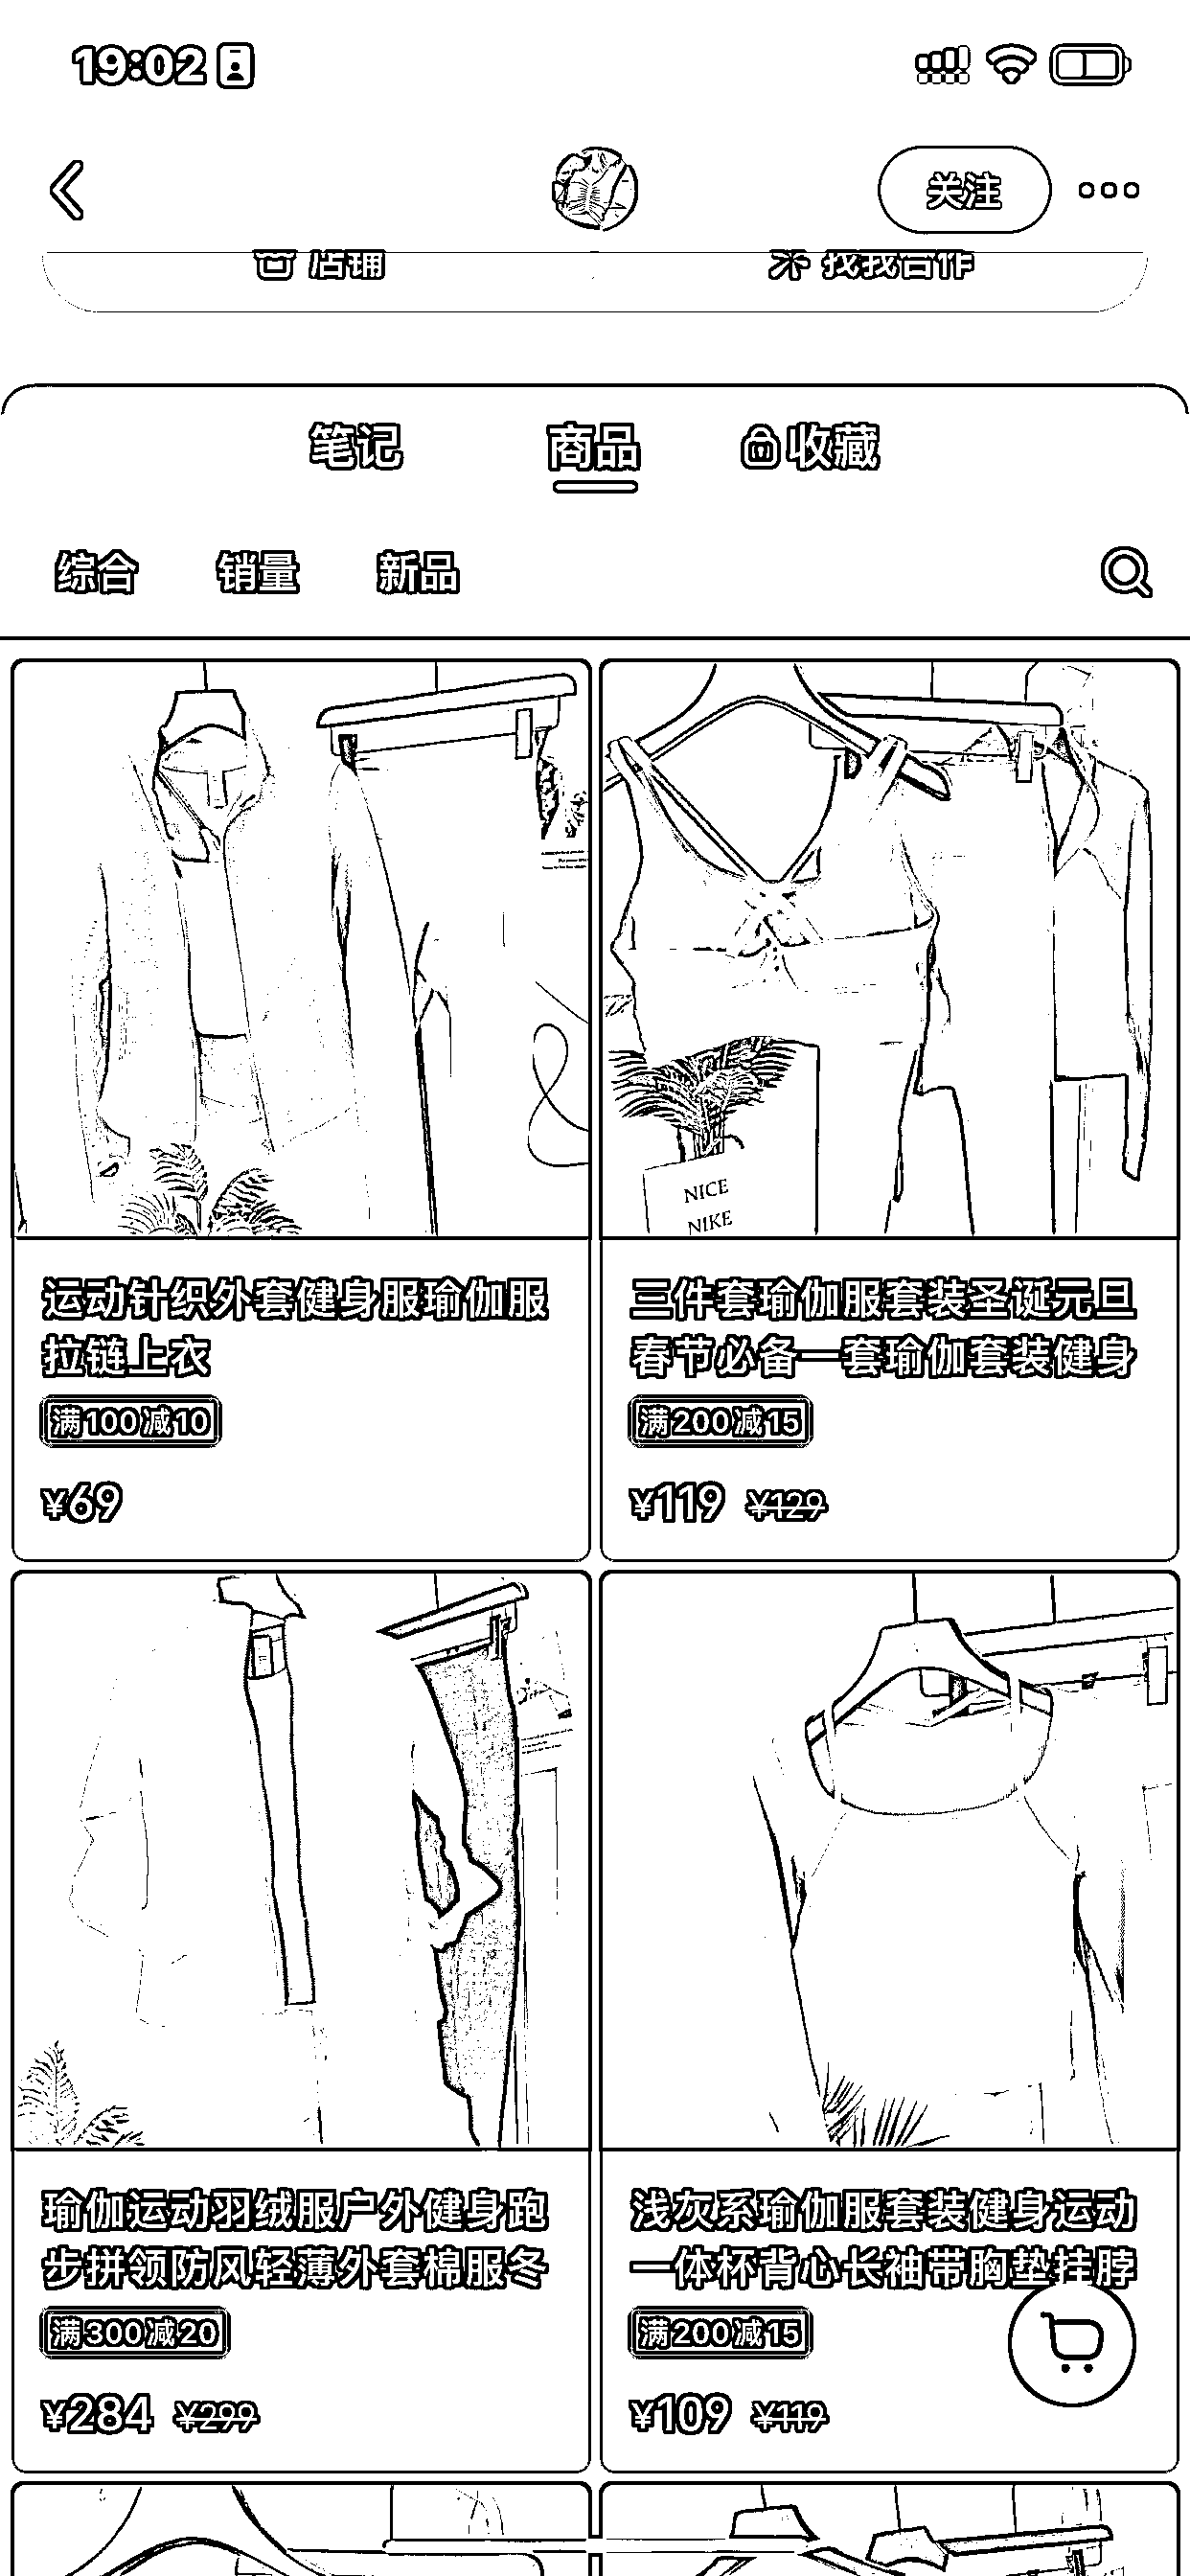 19:02
关注
店铺 找我合作
笔记 商品 收藏
综合 销量 新品
NICE
NIKE
运动针织外套健身服瑜伽服
拉链上衣
满100减10
¥69
三件套瑜伽服套装圣诞元旦
春节必备一套瑜伽套装健身
满200减15
¥119 ¥129
瑜伽运动羽绒服户外健身跑
步拼领防风轻薄外套棉服冬
满300减20
¥284 ¥299
浅灰系瑜伽服套装健身运动
一体杯背心长袖带胸垫挂脖
满200减15
¥109 ¥119